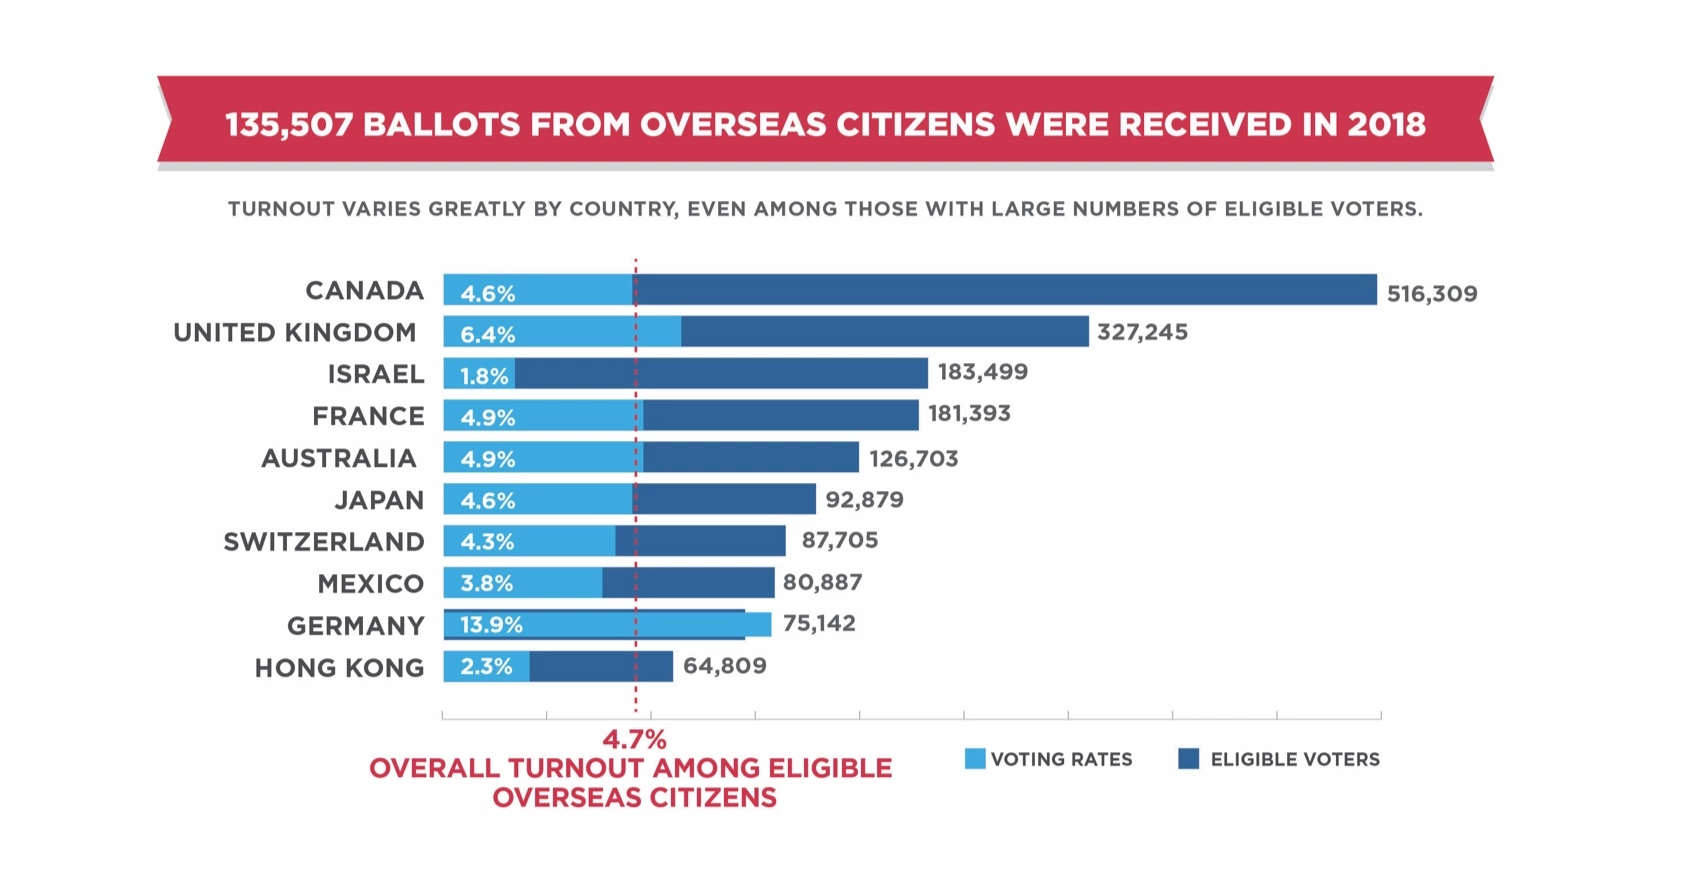 135,507 BALLOTS FROM OVERSEAS CITIZENS WERE RECEIVED IN 2018
TURNOUT VARIES GREATLY BY COUNTRY, EVEN AMONG THOSE WITH LARGE NUMBERS OF ELIGIBLE VOTERS.
CANADA 4.6% 516,309
UNITED KINGDOM 6.4% 327,245
ISRAEL 1.8% 183,499
FRANCE 4.9% 181,393
AUSTRALIA 4.9% 126,703
JAPAN 4.6% 92,879
SWITZERLAND 4.3% 87,705
MEXICO 3.8% 80,887
GERMANY 13.9% 75,142
HONG KONG 2.3% 64,809
4.7%
OVERALL TURNOUT AMONG ELIGIBLE
OVERSEAS CITIZENS
VOTING RATES ELIGIBLE VOTERS